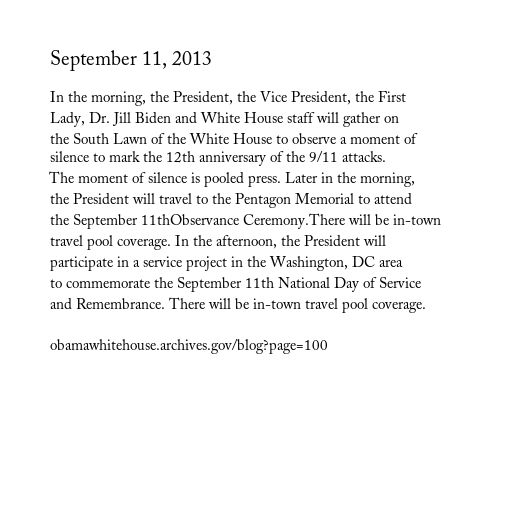 September 11, 2013
In the morning, the President, the Vice President, the First
Lady, Dr. Jill Biden and White House staff will gather on
the South Lawn of the White House to observe a moment of
silence to mark the 12th anniversary of the 9/11 attacks.
The moment of silence is pooled press. Later in the morning,
the President will travel to the Pentagon Memorial to attend
the September 11thObservance Ceremony.There will be in-town
travel pool coverage. In the afternoon, the President will
participate in a service project in the Washington, DC area
to commemorate the September 11th National Day of Service
and Remembrance. There will be in-town travel pool coverage.
obamawhitehouse.archives.gov/blog?page=100